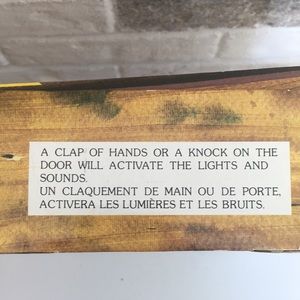 A CLAP OF HANDS OR A KNOCK ON THE
DOOR WILL ACTIVATE THE LIGHTS AND
SOUNDS.
UN CLAQUEMENT DE MAIN OU DE PORTE,
ACTIVERA LES LUMIÈRES ET LES BRUITS.